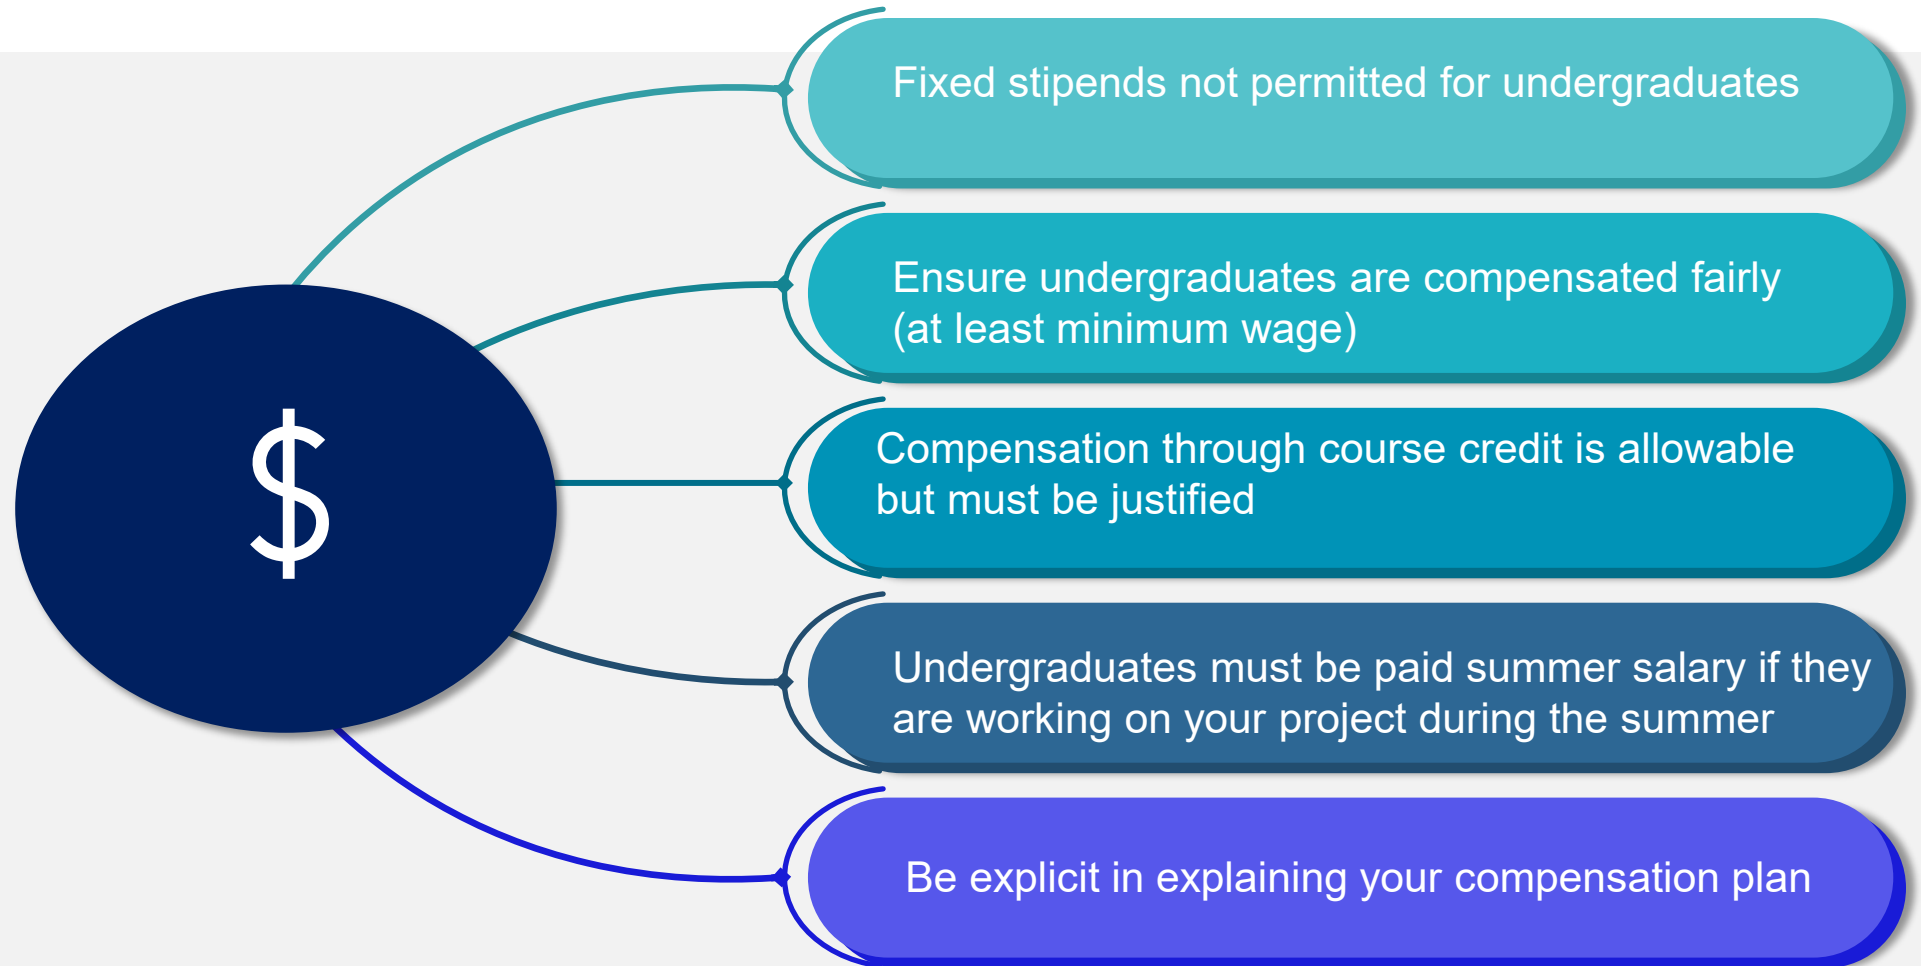 Fixed stipends not permitted for undergraduates
Ensure undergraduates are compensated fairly
(at least minimum wage)
$
Compensation through course credit is allowable
but must be justified
Undergraduates must be paid summer salary if they
are working on your project during the summer
Be explicit in explaining your compensation plan